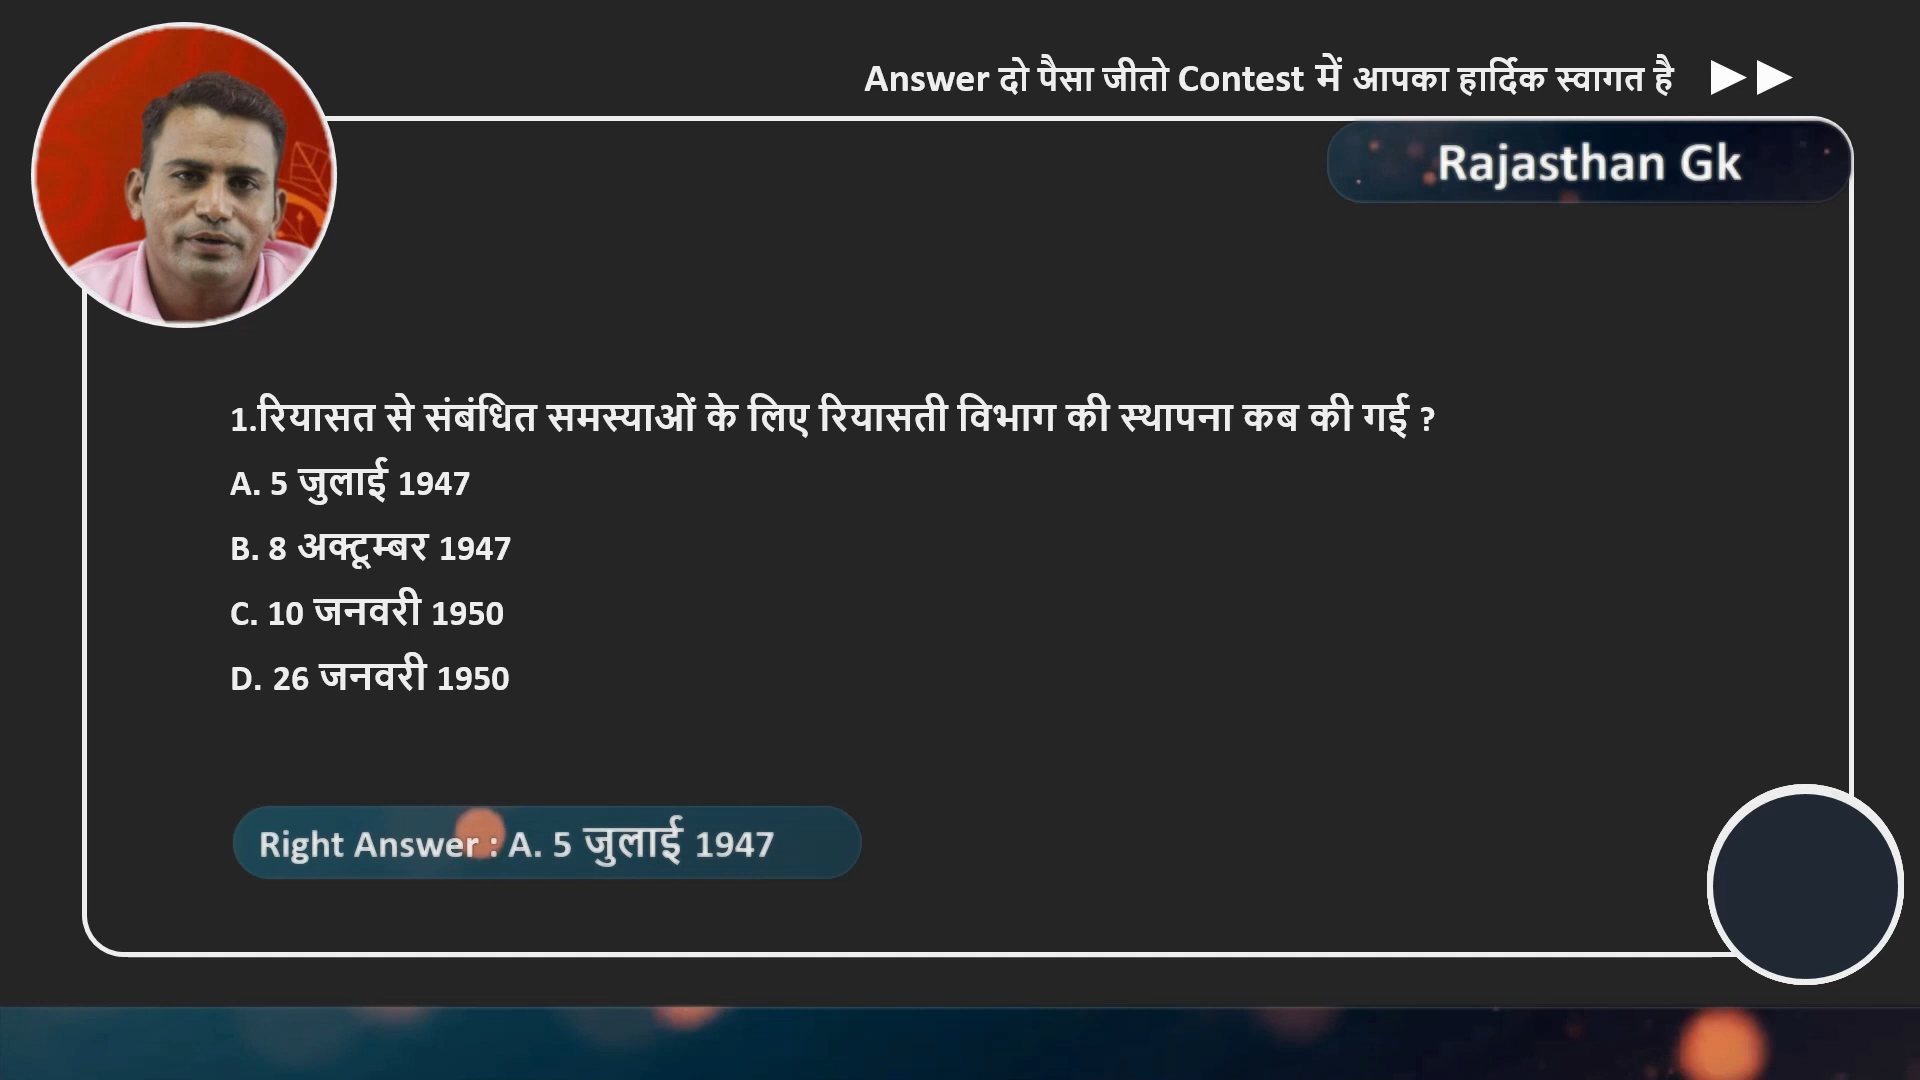 Answer दो पैसा जीतो Contest में आपका हार्दिक स्वागत है
Rajasthan Gk
1.रियासत से संबंधित समस्याओं के लिए रियासती विभाग की स्थापना कब की गई ?
A. 5 जुलाई 1947
B. 8 अक्टूम्बर 1947
C. 10 जनवरी 1950
D. 26 जनवरी 1950
Right Answer : A. 5 जुलाई 1947